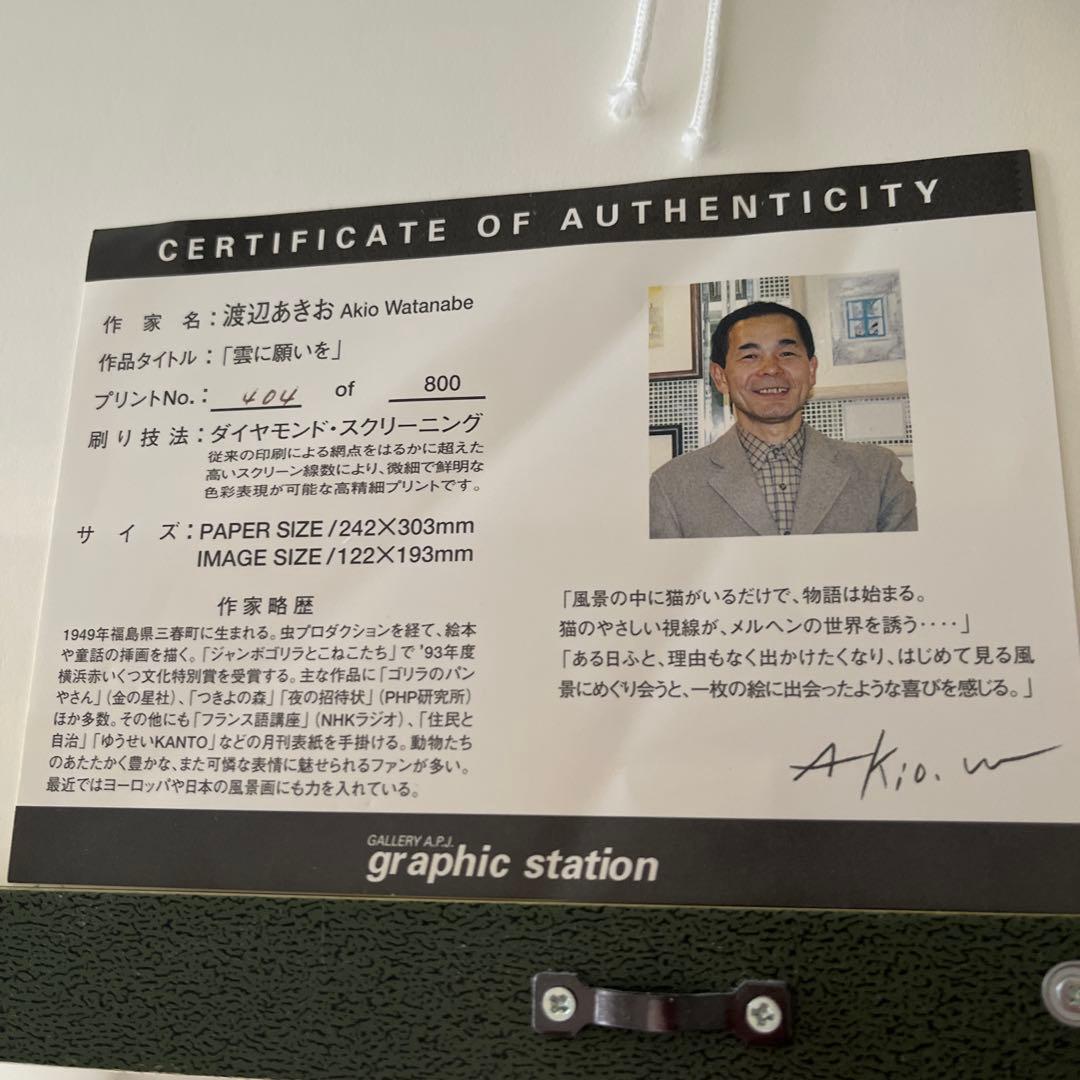 CERTIFICATE OF AUTHENTICITY
作家名：渡辺あきお Akio Watanabe
作品タイトル：「雲に願いを」
プリントNo.： 404 of 800
刷り技法：ダイヤモンド・スクリーニング
従来の印刷による網点をはるかに超えた
高いスクリーン線数により、微細で鮮明な
色彩表現が可能な高精細プリントです。
サイズ：PAPER SIZE/242×303mm
IMAGE SIZE/122×193mm
作家略歴
1949年福島県三春町に生まれる。虫プロダクションを経て、絵本
や童話の挿画を描く。「ジャンボゴリラとこねこたち」で '93年度
横浜赤いくつ文化特別賞を受賞する。主な作品に「ゴリラのパン
やさん」（金の星社）、「つきよの森」「夜の招待状」（PHP研究所）
ほか多数。その他にも「フランス語講座」（NHKラジオ）、「住民と
自治」「ゆうせいKANTO」などの月刊表紙を手掛ける。動物たち
のあたたかく豊かな、また可憐な表情に魅せられるファンが多い。
最近ではヨーロッパや日本の風景画にも力を入れている。
「風景の中に猫がいるだけで、物語は始まる。
猫のやさしい視線が、メルヘンの世界を誘う‥‥」
「ある日ふと、理由もなく出かけたくなり、はじめて見る風
景にめぐり会うと、一枚の絵に出会ったような喜びを感じる。」
Akio. w
GALLERY A.P.J.
graphic station